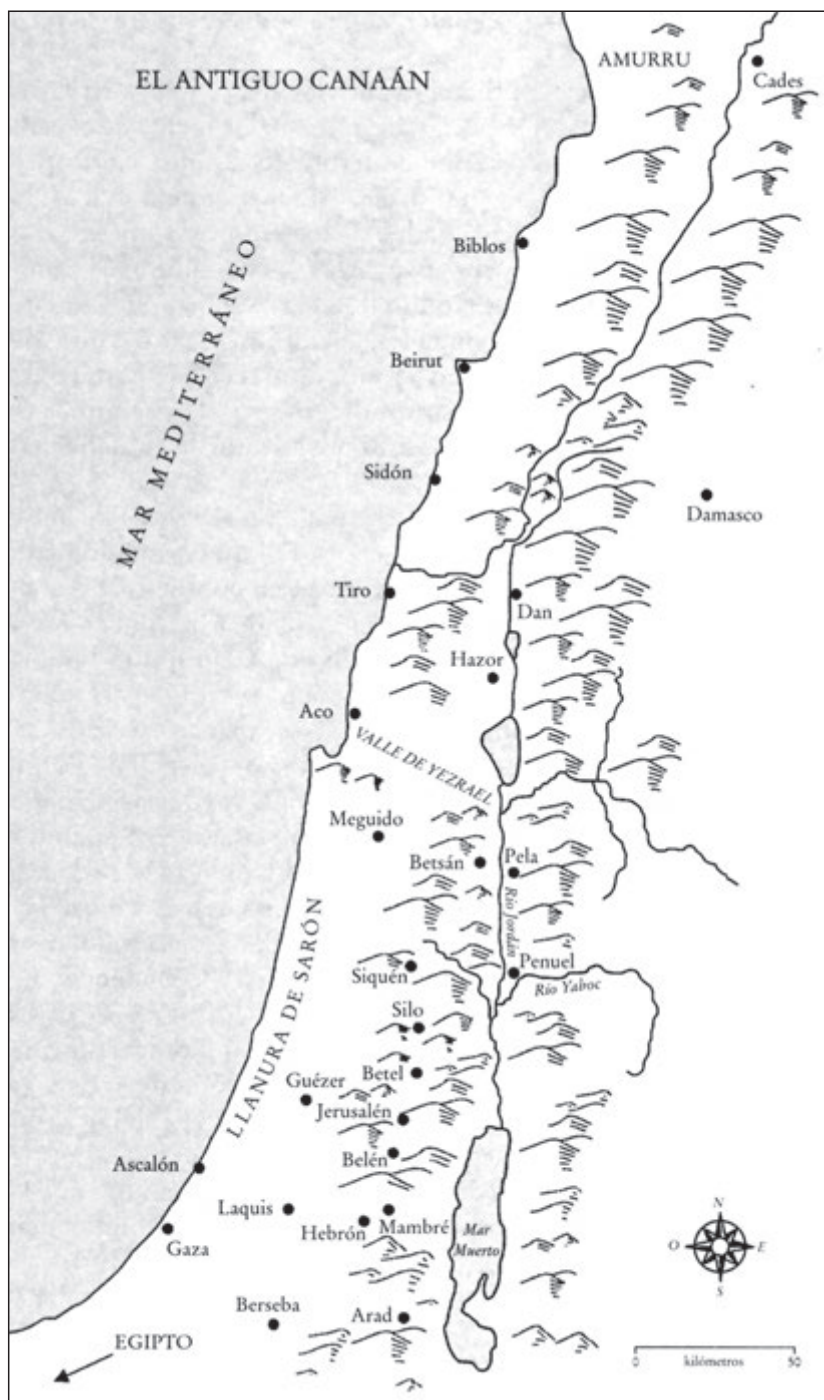 EL ANTIGUO CANAÁN
AMURRU
Cades
Biblos
MAR MEDITERRÁNEO
Beirut
Sidón
Damasco
Tiro
Dan
Hazor
Aco
VALLE DE YEZRAEL
Meguido
Betsán
Pela
Río Jordán
LLANURA DE SARÓN
Siquén
Penuel
Río Yaboc
Silo
Betel
Guézer
Jerusalén
Belén
Ascalón
Laquis
Hebrón
Mambré
Mar
Muerto
Gaza
N
O
E
S
Berseba
Arad
EGIPTO
0
50
kilómetros